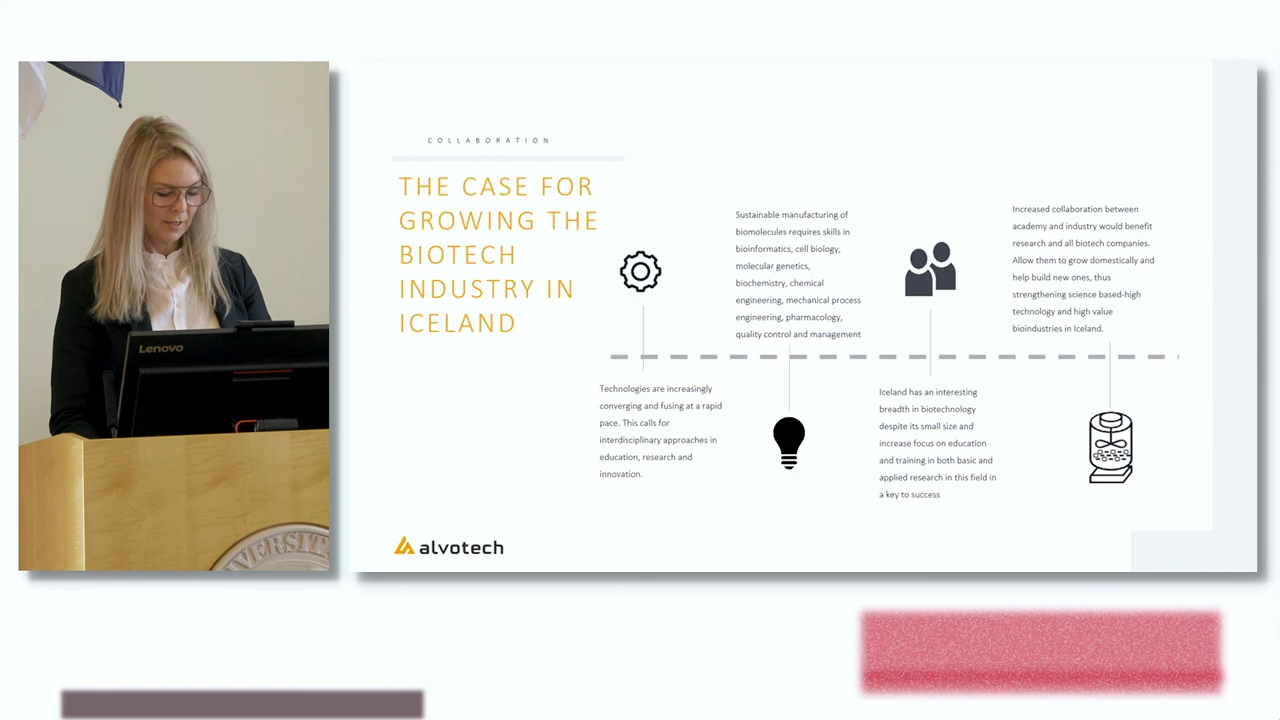 Lenovo
VERSITA
COLLABORATION
THE CASE FOR
GROWING THE
BIOTECH
INDUSTRY IN
ICELAND
Technologies are increasingly
converging and fusing at a rapid
pace. This calls for
interdisciplinary approaches in
education, research and
innovation.
Sustainable manufacturing of
biomolecules requires skills in
bioinformatics, cell biology,
molecular genetics,
biochemistry, chemical
engineering, mechanical process
engineering, pharmacology,
quality control and management
Iceland has an interesting
breadth in biotechnology
despite its small size and
increase focus on education
and training in both basic and
applied research in this field in
a key to success
Increased collaboration between
academy and industry would benefit
research and all biotech companies.
Allow them to grow domestically and
help build new ones, thus
strengthening science based-high
technology and high value
bioindustries in Iceland.
alvotech